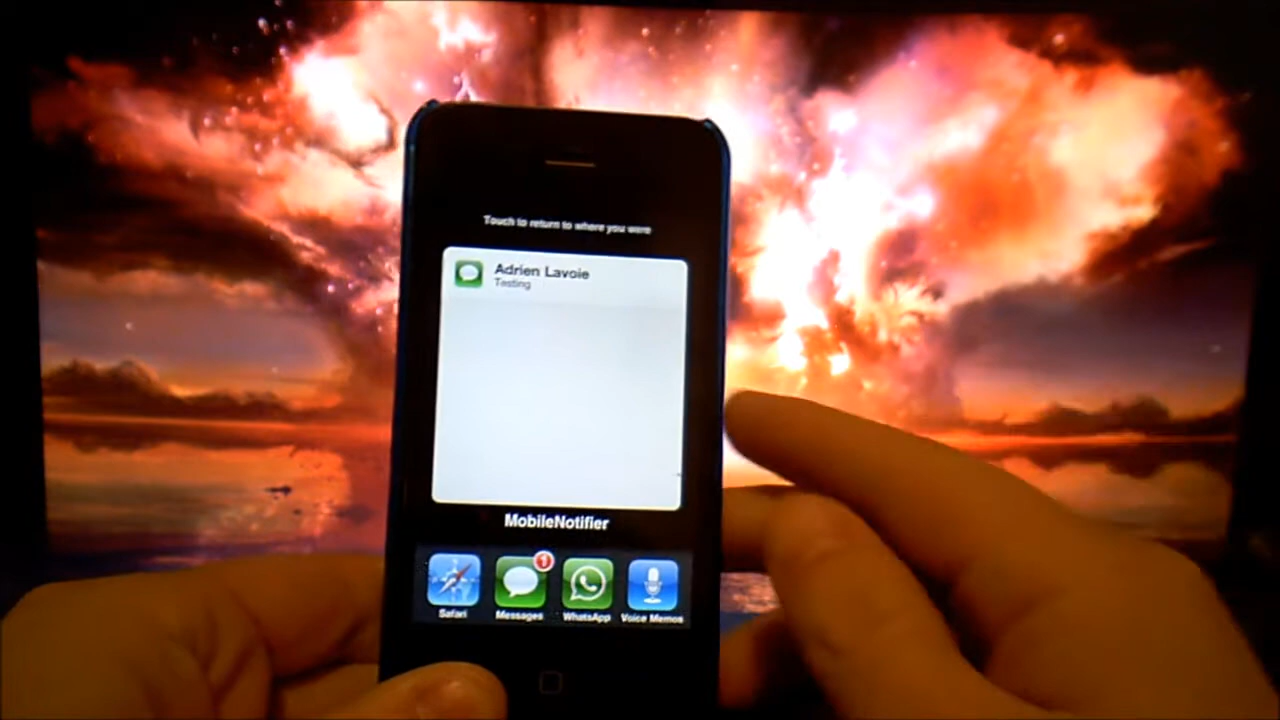 Touch to return to where you were
Adrien Lavoie
Testing
MobileNotifier
1
Safari
Messages
WhatsApp
Voice Memos